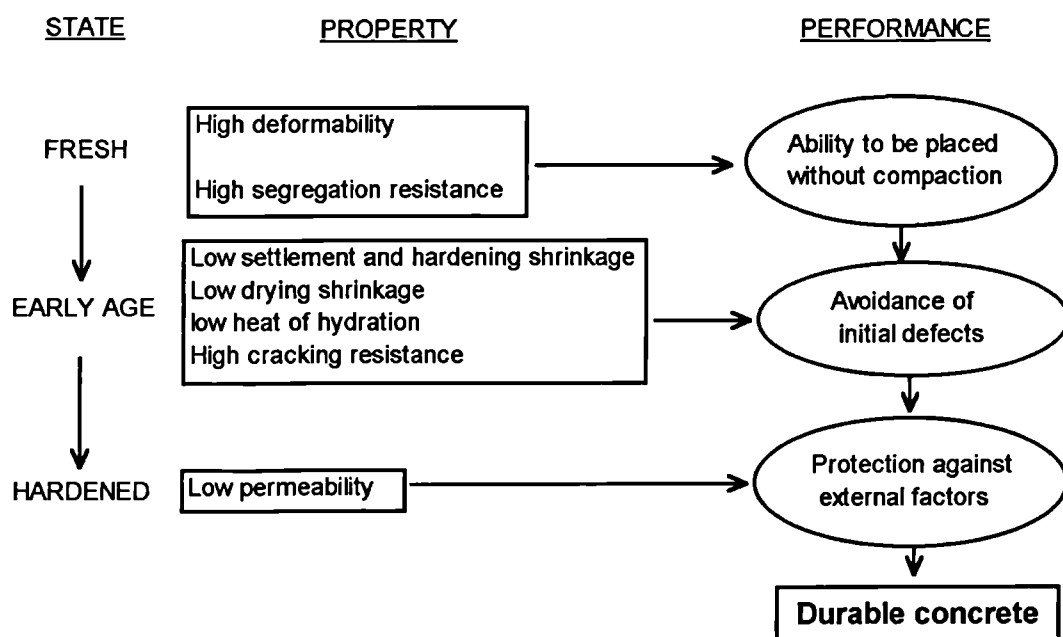 STATE
PROPERTY
PERFORMANCE
FRESH
High deformability
High segregation resistance
Ability to be placed
without compaction
EARLY AGE
Low settlement and hardening shrinkage
Low drying shrinkage
low heat of hydration
High cracking resistance
Avoidance of
initial defects
HARDENED
Low permeability
Protection against
external factors
Durable concrete